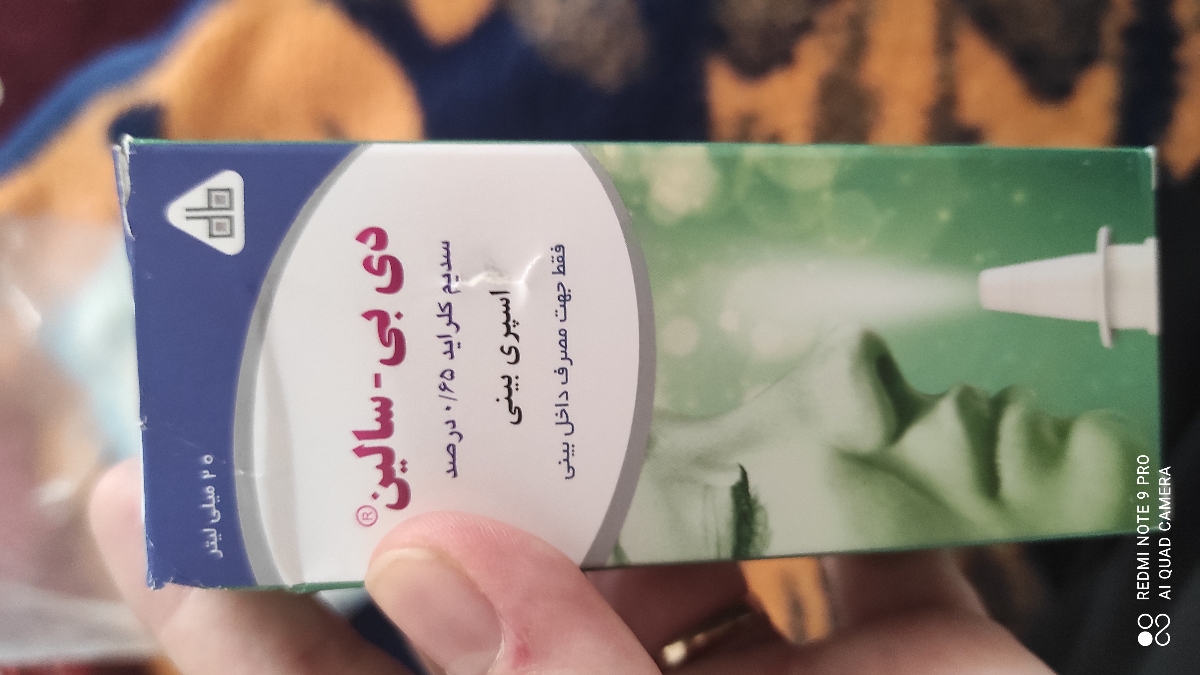 دی بی-سالین®
سدیم کلراید ۰/۶۵ درصد
اسپری بینی
فقط جهت مصرف داخل بینی
میلی لیتر
REDMI NOTE 9 PRO
AI QUAD CAMERA